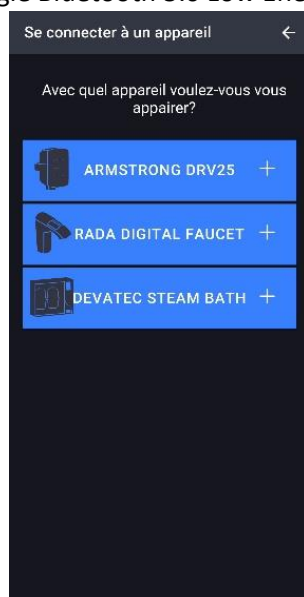 Se connecter à un appareil
Avec quel appareil voulez-vous vous
appairer?
ARMSTRONG DRV25
RADA DIGITAL FAUCET
DEVATEC STEAM BATH